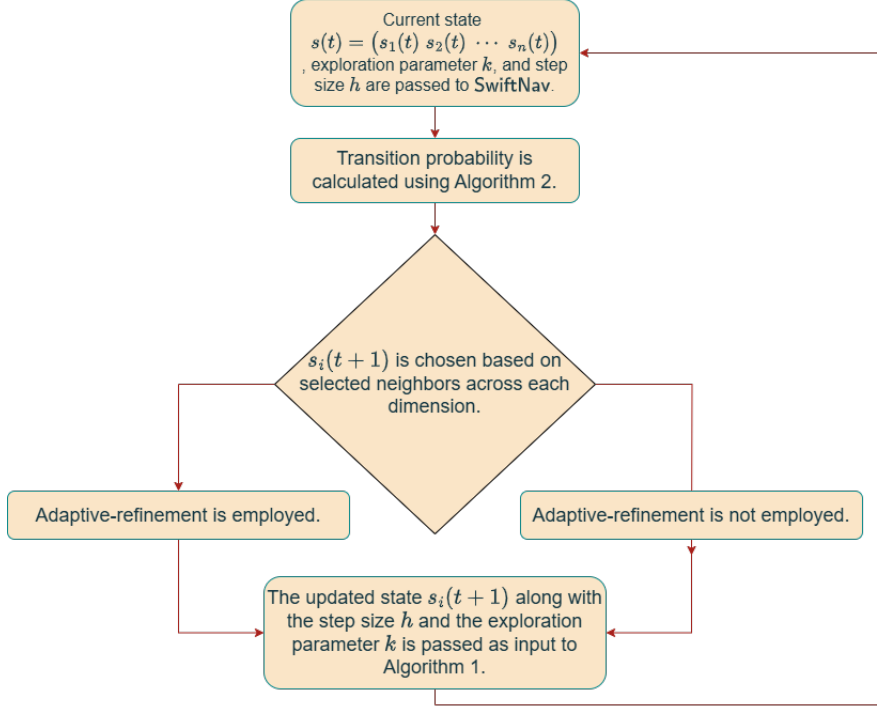 Current state
s(t) = (s₁(t) s₂(t) ⋯ sₙ(t))
, exploration parameter k, and step
size h are passed to SwiftNav.
Transition probability is
calculated using Algorithm 2.
sᵢ(t + 1) is chosen based on
selected neighbors across each
dimension.
Adaptive-refinement is employed.
Adaptive-refinement is not employed.
The updated state sᵢ(t + 1) along with
the step size h and the exploration
parameter k is passed as input to
Algorithm 1.